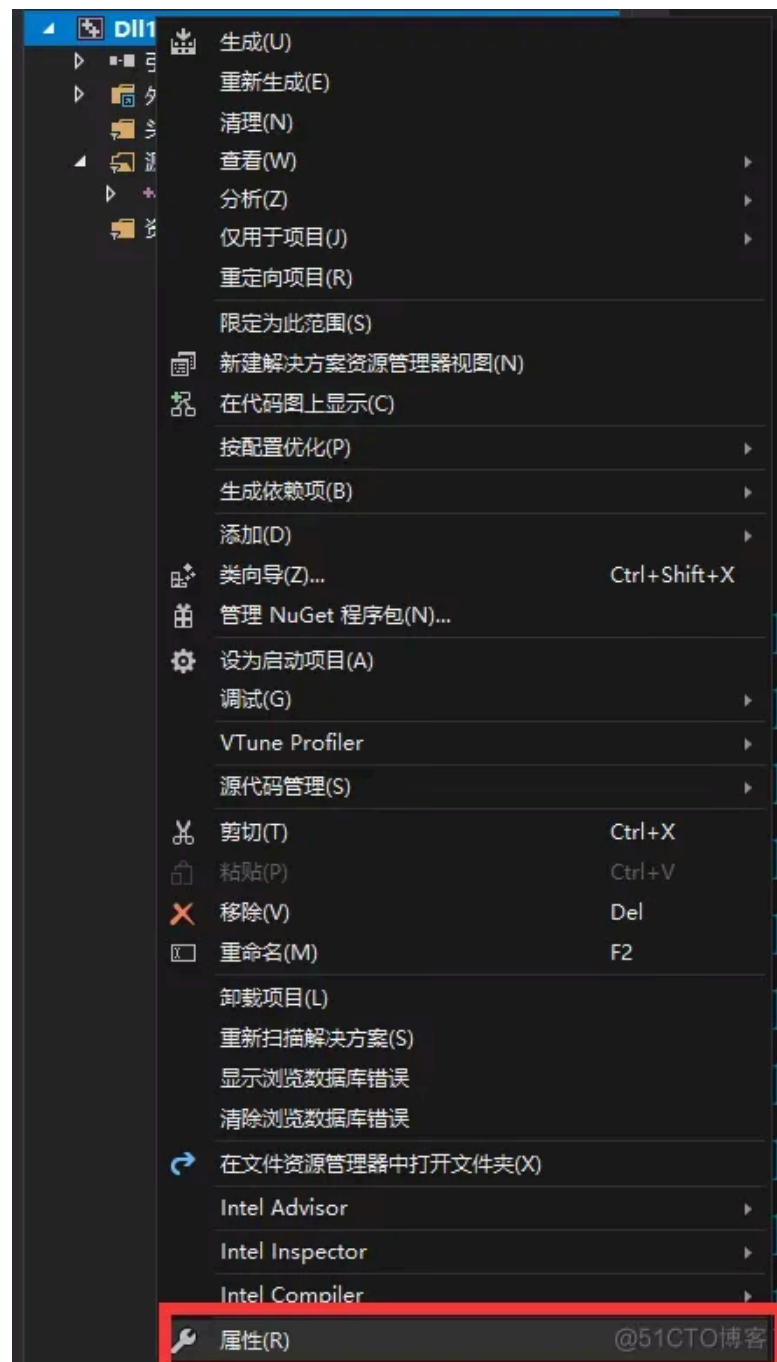 Dll1
生成(U)
重新生成(E)
清理(N)
查看(W)
分析(Z)
仅用于项目(J)
重定向项目(R)
限定为此范围(S)
新建解决方案资源管理器视图(N)
在代码图上显示(C)
按配置优化(P)
生成依赖项(B)
添加(D)
类向导(Z)... Ctrl+Shift+X
管理 NuGet 程序包(N)...
设为启动项目(A)
调试(G)
VTune Profiler
源代码管理(S)
剪切(T) Ctrl+X
粘贴(P) Ctrl+V
移除(V) Del
重命名(M) F2
卸载项目(L)
重新扫描解决方案(S)
显示浏览数据库错误
清除浏览数据库错误
在文件资源管理器中打开文件夹(X)
Intel Advisor
Intel Inspector
Intel Compiler
属性(R) @51CTO博客